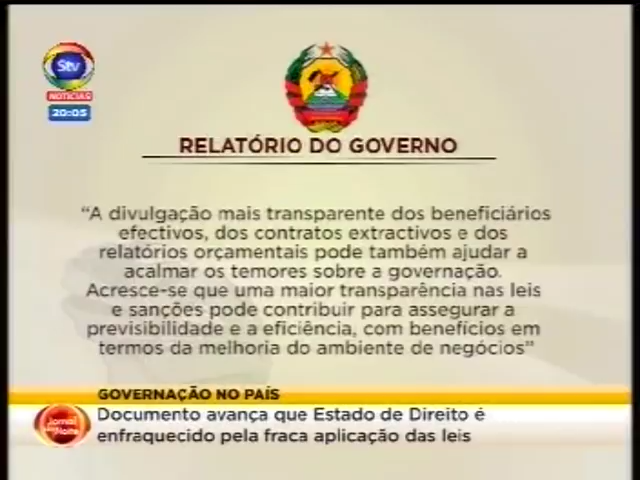 Stv
NOTÍCIAS
20:05
RELATÓRIO DO GOVERNO
“A divulgação mais transparente dos beneficiários
efectivos, dos contratos extractivos e dos
relatórios orçamentais pode também ajudar a
acalmar os temores sobre a governação.
Acresce-se que uma maior transparência nas leis
e sanções pode contribuir para assegurar a
previsibilidade e a eficiência, com benefícios em
termos da melhoria do ambiente de negócios”
GOVERNAÇÃO NO PAÍS
Documento avança que Estado de Direito é
enfraquecido pela fraca aplicação das leis
Jornal
da Noite